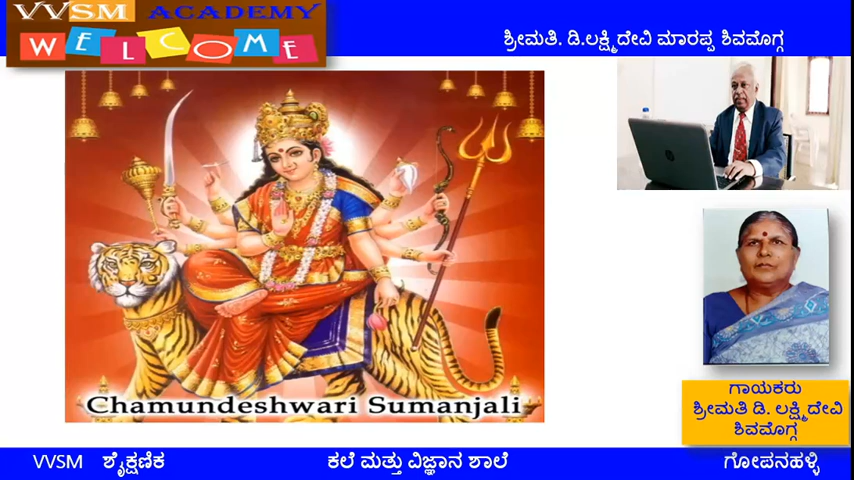 VVSM ACADEMY
WELCOME
ಶ್ರೀಮತಿ. ಡಿ.ಲಕ್ಷ್ಮಿದೇವಿ ಮಾರಪ್ಪ ಶಿವಮೊಗ್ಗ
Chamundeshwari Sumanjali
ಗಾಯಕರು
ಶ್ರೀಮತಿ ಡಿ. ಲಕ್ಷ್ಮಿದೇವಿ
ಶಿವಮೊಗ್ಗ
VVSM ಶೈಕ್ಷಣಿಕ ಕಲೆ ಮತ್ತು ವಿಜ್ಞಾನ ಶಾಲೆ ಗೋಪನಹಳ್ಳಿ